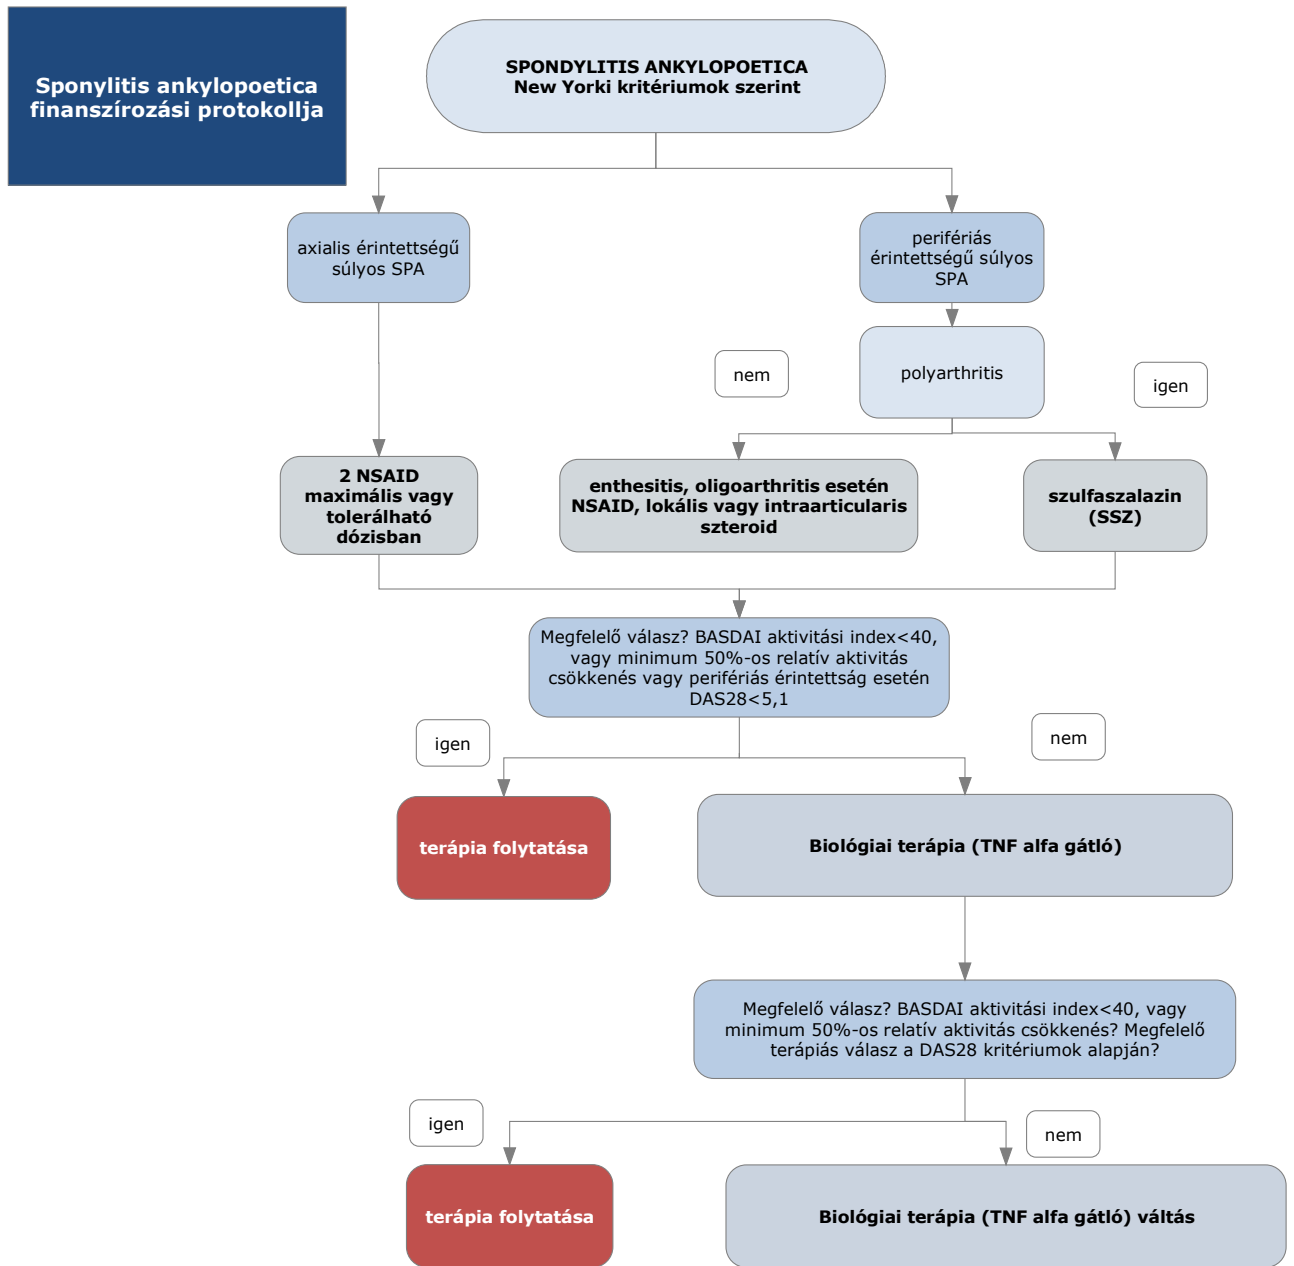 Sponylitis ankylopoetica
finanszírozási protokollja
SPONDYLITIS ANKYLOPOETICA
New Yorki kritériumok szerint
axialis érintettségű
súlyos SPA
perifériás
érintettségű súlyos
SPA
nem
polyarthritis
igen
2 NSAID
maximális vagy
tolerálható
dózisban
enthesitis, oligoarthritis esetén
NSAID, lokális vagy intraarticularis
szteroid
szulfaszalazin
(SSZ)
Megfelelő válasz? BASDAI aktivitási index<40,
vagy minimum 50%-os relatív aktivitás
csökkenés vagy perifériás érintettség esetén
DAS28<5,1
igen
nem
terápia folytatása
Biológiai terápia (TNF alfa gátló)
Megfelelő válasz? BASDAI aktivitási index<40, vagy
minimum 50%-os relatív aktivitás csökkenés? Megfelelő
terápiás válasz a DAS28 kritériumok alapján?
igen
nem
terápia folytatása
Biológiai terápia (TNF alfa gátló) váltás